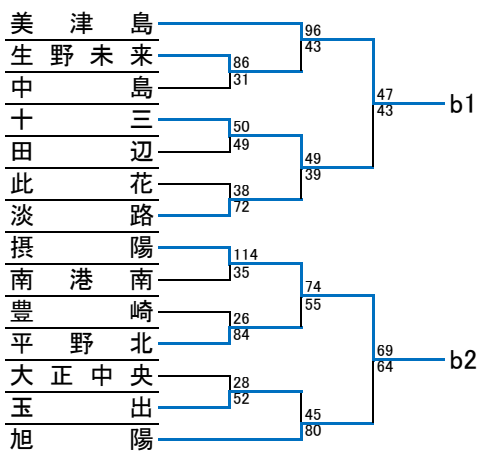 美津島
生野未来
中島
十三
田辺
此花
淡路
摂陽
南港南
豊崎
平野北
大正中央
玉出
旭陽
86
31
50
49
38
72
114
35
26
84
28
52
96
43
49
39
74
55
45
80
47
43
69
64
b1
b2